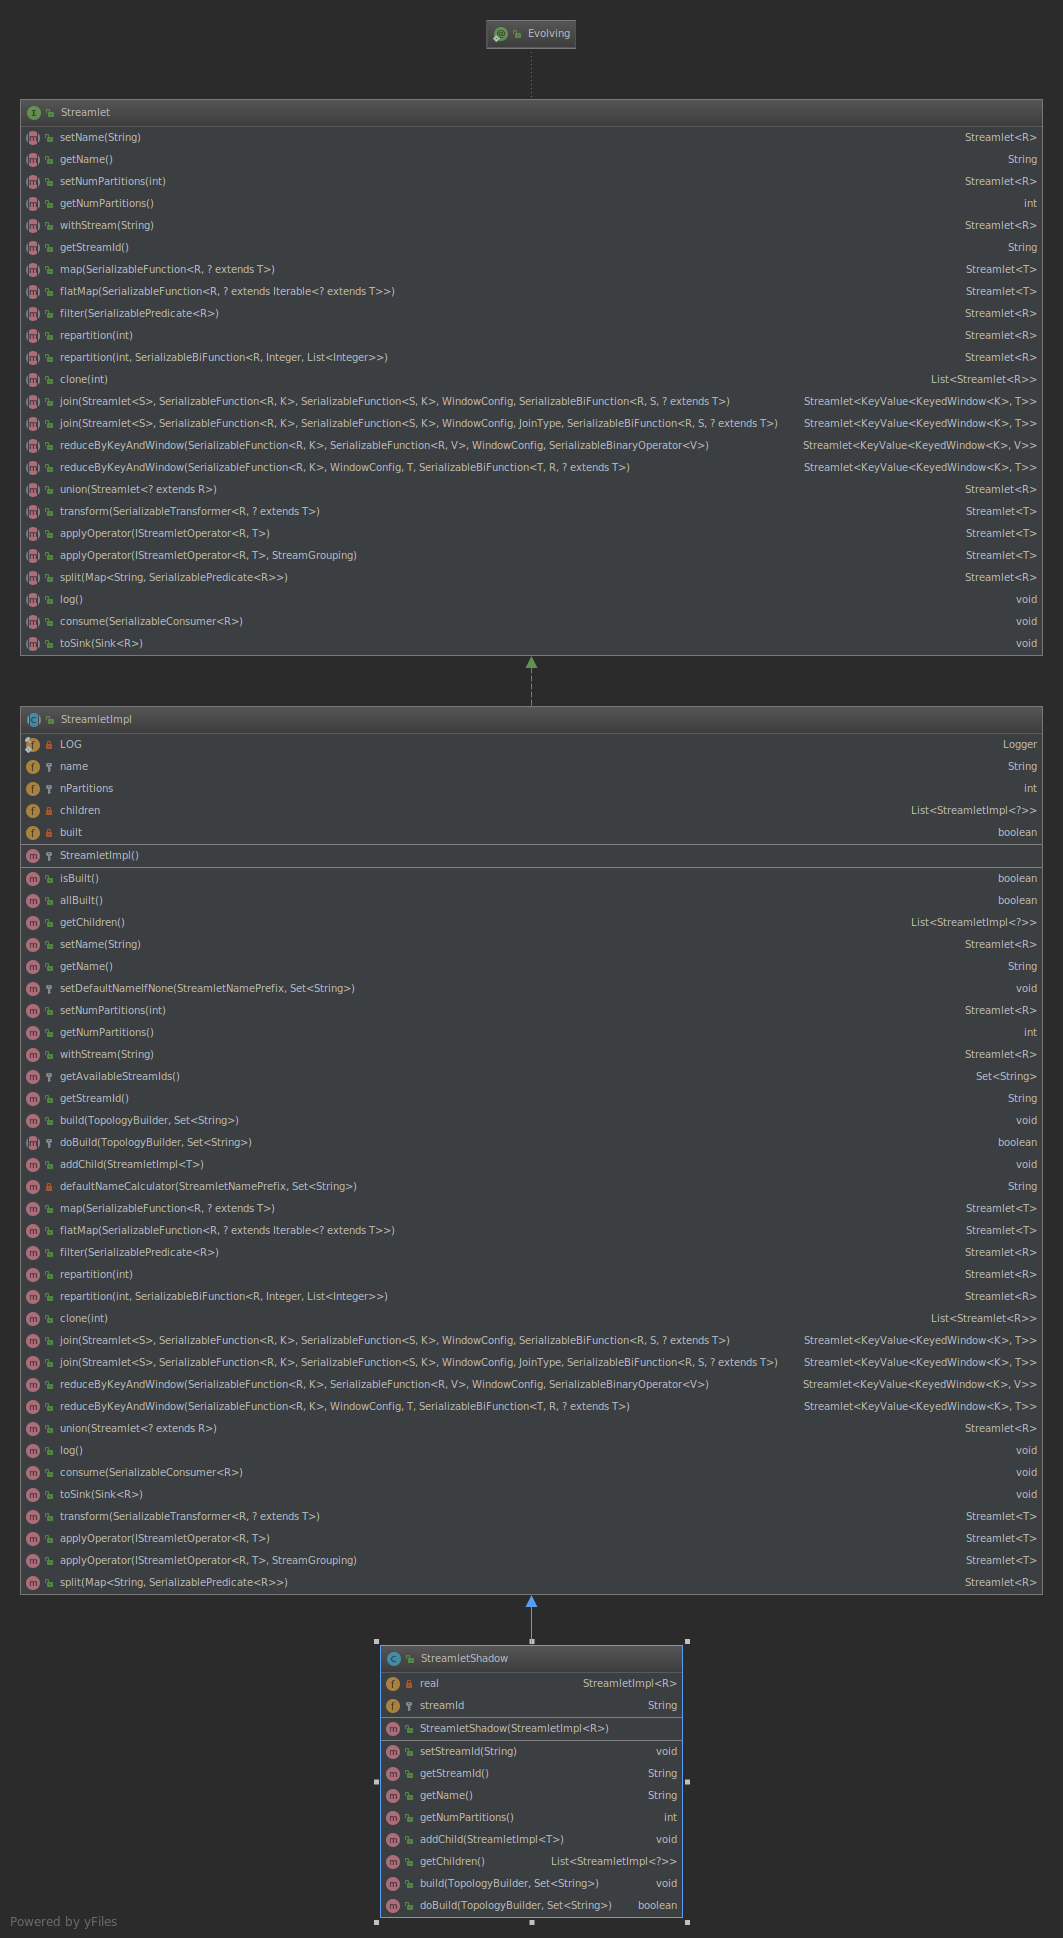 Evolving
Streamlet
setName(String) Streamlet<R>
getName() String
setNumPartitions(int) Streamlet<R>
getNumPartitions() int
withStream(String) Streamlet<R>
getStreamId() String
map(SerializableFunction<R, ? extends T>) Streamlet<T>
flatMap(SerializableFunction<R, ? extends Iterable<? extends T>>) Streamlet<T>
filter(SerializablePredicate<R>) Streamlet<R>
repartition(int) Streamlet<R>
repartition(int, SerializableBiFunction<R, Integer, List<Integer>>) Streamlet<R>
clone(int) List<Streamlet<R>>
join(Streamlet<S>, SerializableFunction<R, K>, SerializableFunction<S, K>, WindowConfig, SerializableBiFunction<R, S, ? extends T>) Streamlet<KeyValue<KeyedWindow<K>, T>>
join(Streamlet<S>, SerializableFunction<R, K>, SerializableFunction<S, K>, WindowConfig, JoinType, SerializableBiFunction<R, S, ? extends T>) Streamlet<KeyValue<KeyedWindow<K>, T>>
reduceByKeyAndWindow(SerializableFunction<R, K>, SerializableFunction<R, V>, WindowConfig, SerializableBinaryOperator<V>) Streamlet<KeyValue<KeyedWindow<K>, V>>
reduceByKeyAndWindow(SerializableFunction<R, K>, WindowConfig, T, SerializableBiFunction<T, R, ? extends T>) Streamlet<KeyValue<KeyedWindow<K>, T>>
union(Streamlet<? extends R>) Streamlet<R>
transform(SerializableTransformer<R, ? extends T>) Streamlet<T>
applyOperator(IStreamletOperator<R, T>) Streamlet<T>
applyOperator(IStreamletOperator<R, T>, StreamGrouping) Streamlet<T>
split(Map<String, SerializablePredicate<R>>) Streamlet<R>
log() void
consume(SerializableConsumer<R>) void
toSink(Sink<R>) void
StreamletImpl
LOG Logger
name String
nPartitions int
children List<StreamletImpl<?>>
built boolean
StreamletImpl()
isBuilt() boolean
allBuilt() boolean
getChildren() List<StreamletImpl<?>>
setName(String) Streamlet<R>
getName() String
setDefaultNameIfNone(StreamletNamePrefix, Set<String>) void
setNumPartitions(int) Streamlet<R>
getNumPartitions() int
withStream(String) Streamlet<R>
getAvailableStreamIds() Set<String>
getStreamId() String
build(TopologyBuilder, Set<String>) void
doBuild(TopologyBuilder, Set<String>) boolean
addChild(StreamletImpl<T>) void
defaultNameCalculator(StreamletNamePrefix, Set<String>) String
map(SerializableFunction<R, ? extends T>) Streamlet<T>
flatMap(SerializableFunction<R, ? extends Iterable<? extends T>>) Streamlet<T>
filter(SerializablePredicate<R>) Streamlet<R>
repartition(int) Streamlet<R>
repartition(int, SerializableBiFunction<R, Integer, List<Integer>>) Streamlet<R>
clone(int) List<Streamlet<R>>
join(Streamlet<S>, SerializableFunction<R, K>, SerializableFunction<S, K>, WindowConfig, SerializableBiFunction<R, S, ? extends T>) Streamlet<KeyValue<KeyedWindow<K>, T>>
join(Streamlet<S>, SerializableFunction<R, K>, SerializableFunction<S, K>, WindowConfig, JoinType, SerializableBiFunction<R, S, ? extends T>) Streamlet<KeyValue<KeyedWindow<K>, T>>
reduceByKeyAndWindow(SerializableFunction<R, K>, SerializableFunction<R, V>, WindowConfig, SerializableBinaryOperator<V>) Streamlet<KeyValue<KeyedWindow<K>, V>>
reduceByKeyAndWindow(SerializableFunction<R, K>, WindowConfig, T, SerializableBiFunction<T, R, ? extends T>) Streamlet<KeyValue<KeyedWindow<K>, T>>
union(Streamlet<? extends R>) Streamlet<R>
log() void
consume(SerializableConsumer<R>) void
toSink(Sink<R>) void
transform(SerializableTransformer<R, ? extends T>) Streamlet<T>
applyOperator(IStreamletOperator<R, T>) Streamlet<T>
applyOperator(IStreamletOperator<R, T>, StreamGrouping) Streamlet<T>
split(Map<String, SerializablePredicate<R>>) Streamlet<R>
StreamletShadow
real StreamletImpl<R>
streamId String
StreamletShadow(StreamletImpl<R>)
setStreamId(String) void
getStreamId() String
getName() String
getNumPartitions() int
addChild(StreamletImpl<T>) void
getChildren() List<StreamletImpl<?>>
build(TopologyBuilder, Set<String>) void
doBuild(TopologyBuilder, Set<String>) boolean
Powered by yFiles